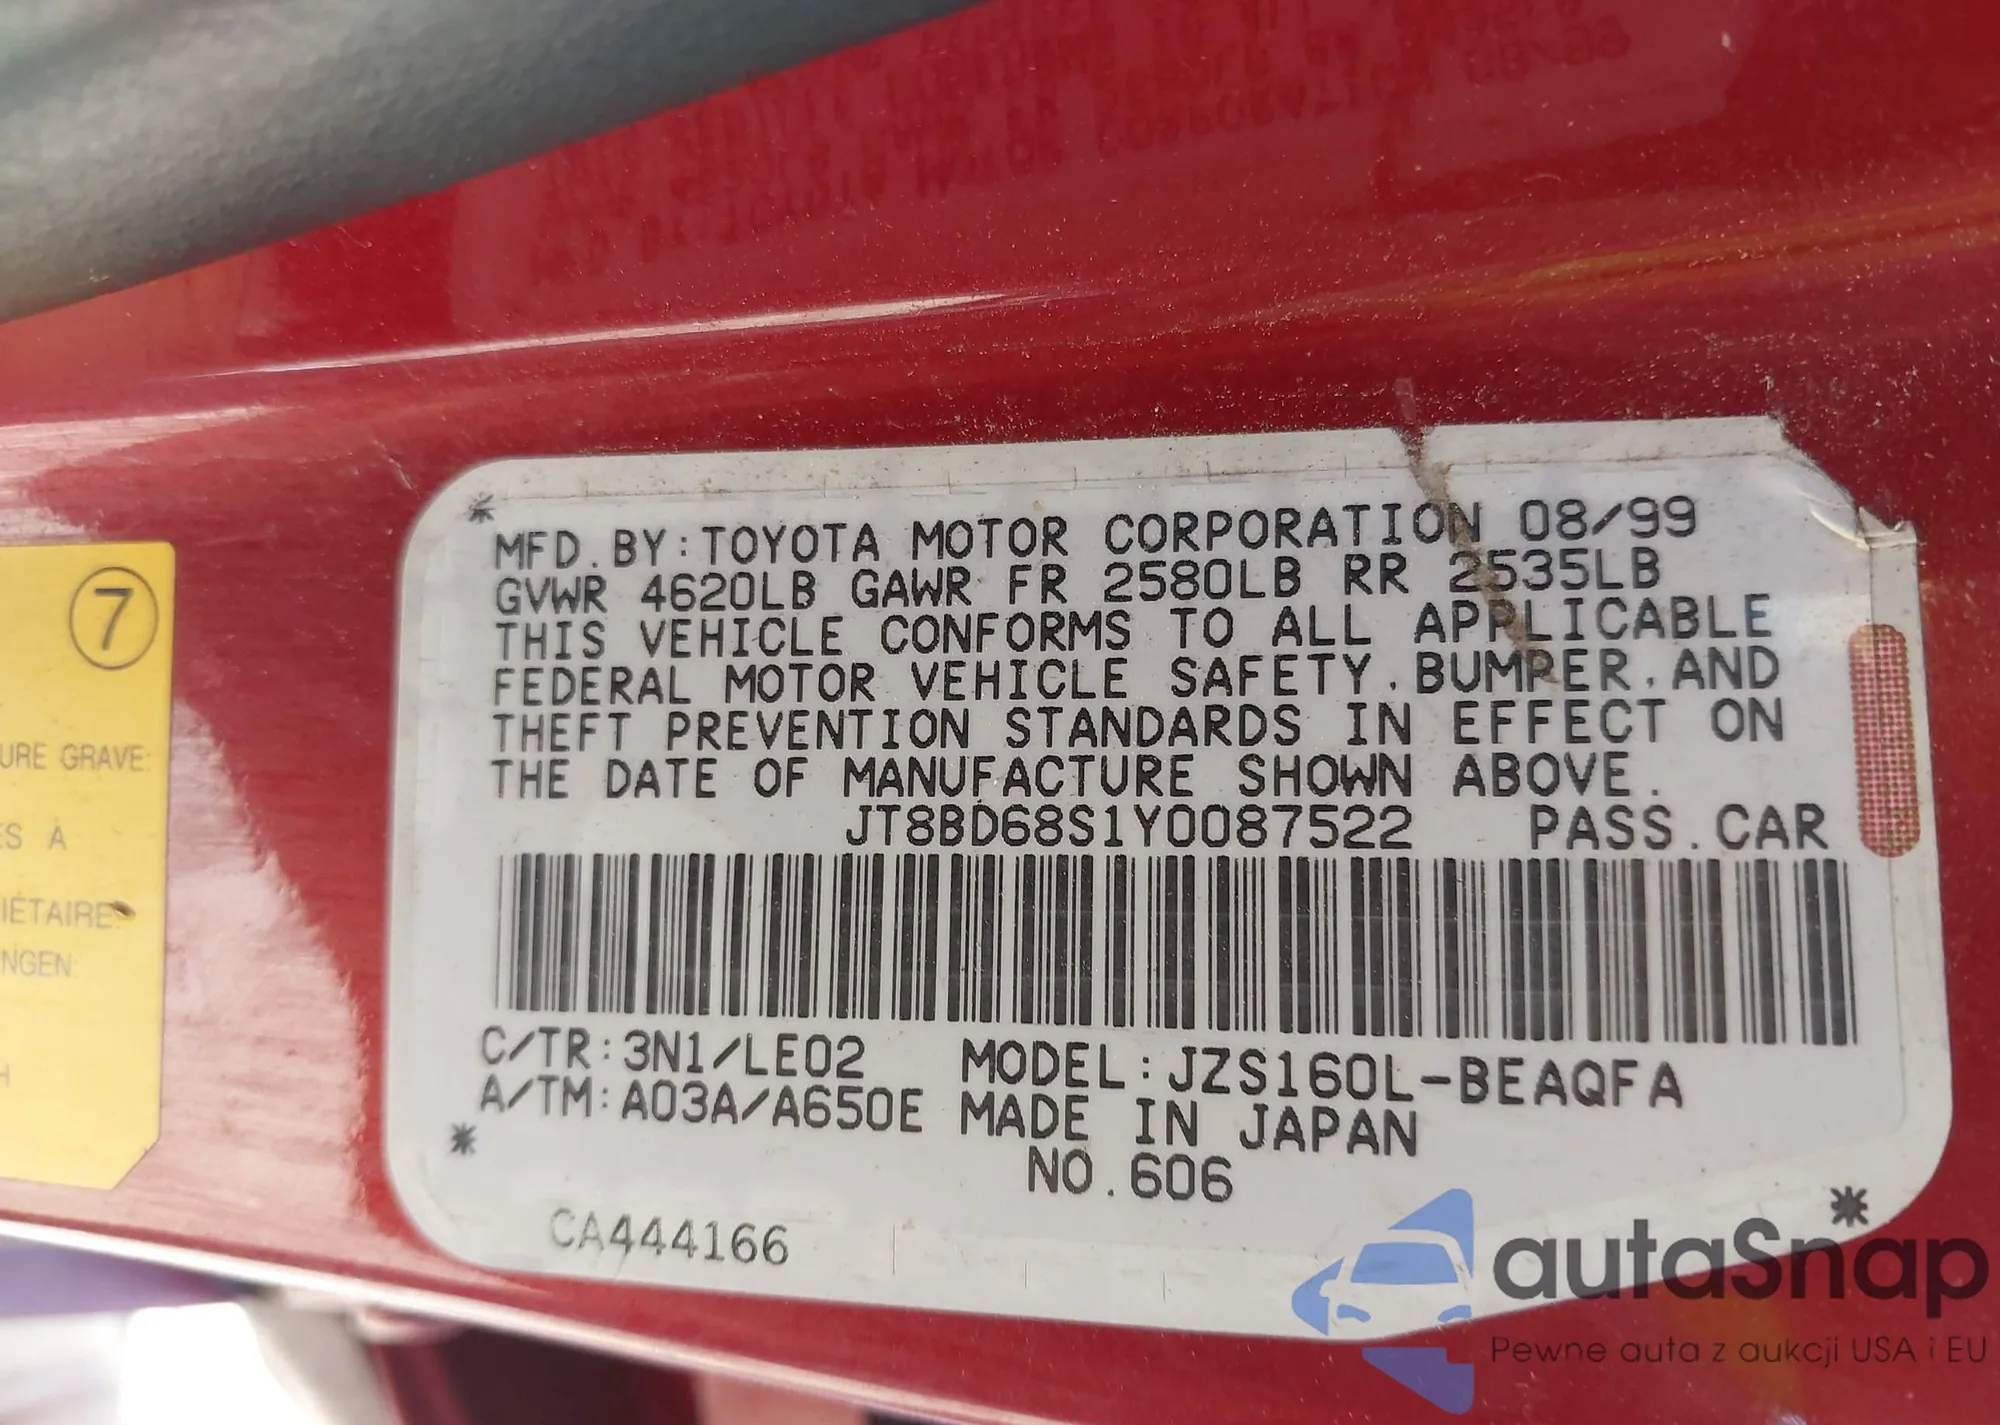 7
URE GRAVE:
ES À
IÉTAIRE:
NGEN:
H
MFD.BY:TOYOTA MOTOR CORPORATION 08/99
GVWR 4620LB GAWR FR 2580LB RR 2535LB
THIS VEHICLE CONFORMS TO ALL APPLICABLE
FEDERAL MOTOR VEHICLE SAFETY.BUMPER.AND
THEFT PREVENTION STANDARDS IN EFFECT ON
THE DATE OF MANUFACTURE SHOWN ABOVE.
JT8BD68S1Y0087522 PASS.CAR
C/TR:3N1/LE02 MODEL:JZS160L-BEAQFA
A/TM:A03A/A650E MADE IN JAPAN
NO.606
CA444166
autaSnap
Pewne auta z aukcji USA i EU